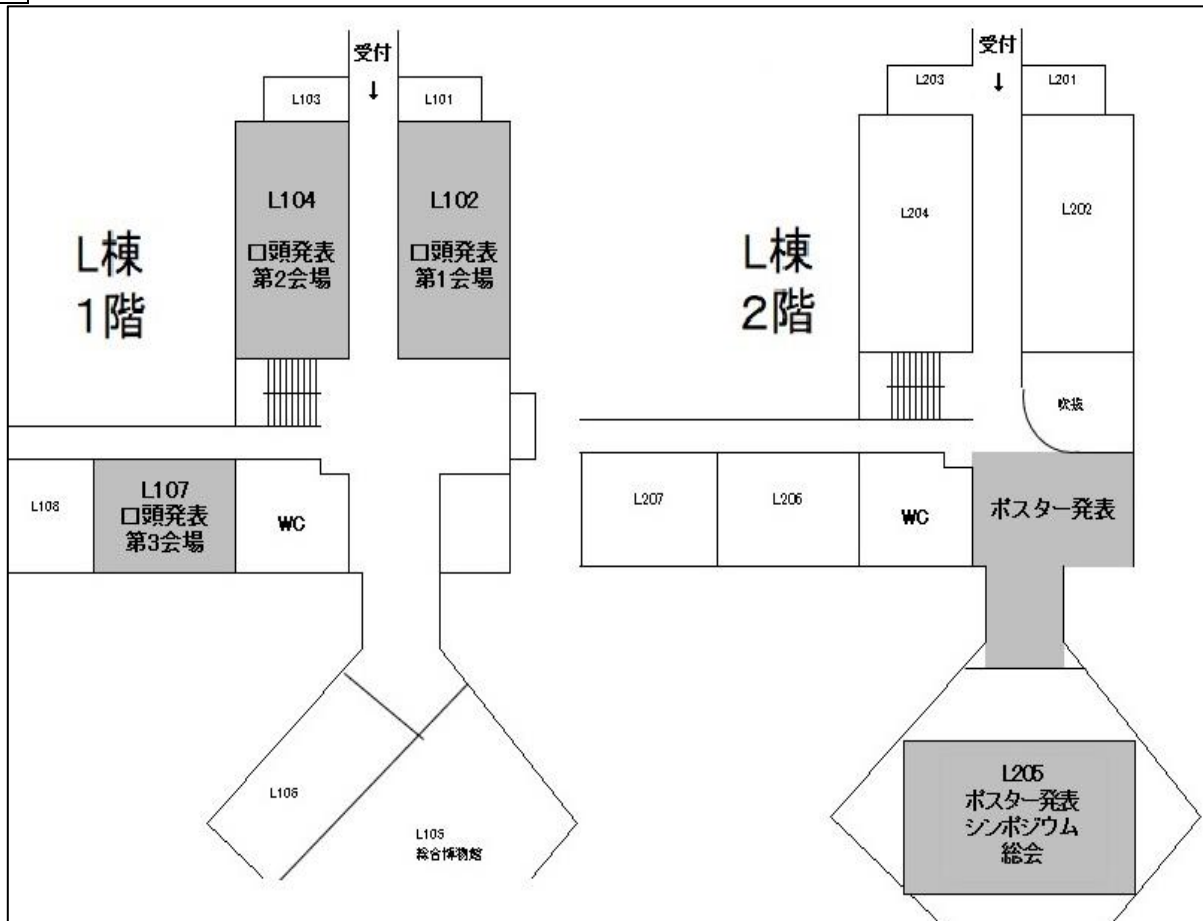 受付
↓
L103
L101
L104
口頭発表
第2会場
L102
口頭発表
第1会場
L棟
1階
L108
L107
口頭発表
第3会場
WC
L106
L105
総合博物館
受付
↓
L203
L201
L204
L202
L棟
2階
吹抜
L207
L206
WC
ポスター発表
L205
ポスター発表
シンポジウム
総会